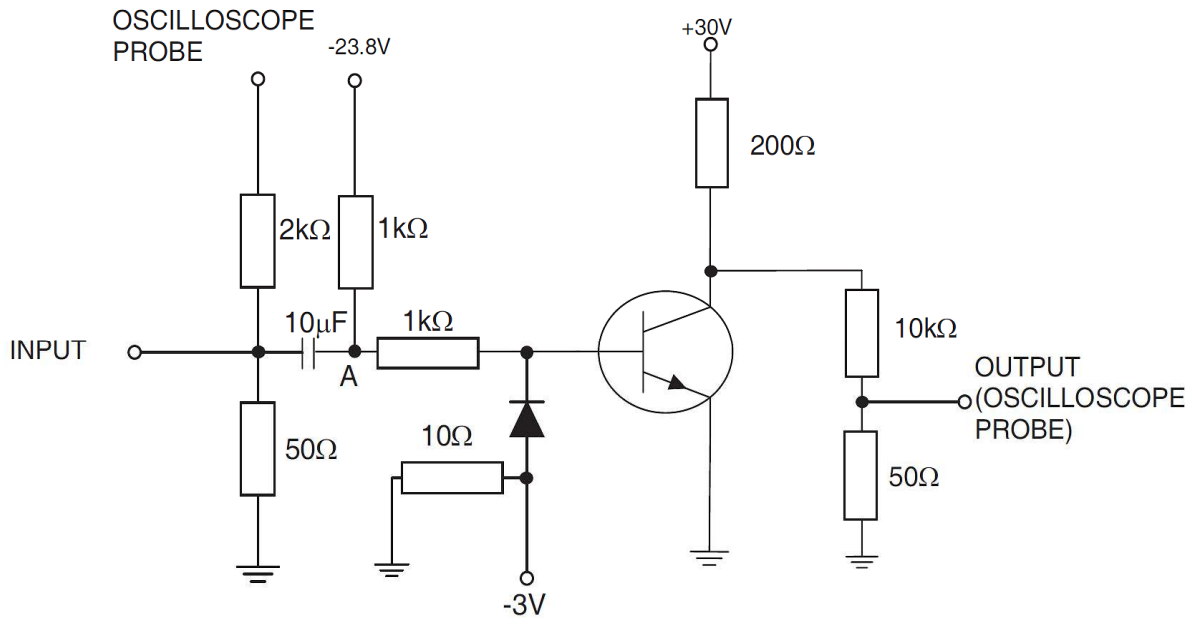 OSCILLOSCOPE
PROBE
-23.8V
+30V
200Ω
2kΩ
1kΩ
10μF
1kΩ
INPUT
A
10kΩ
OUTPUT
(OSCILLOSCOPE
PROBE)
10Ω
50Ω
50Ω
-3V